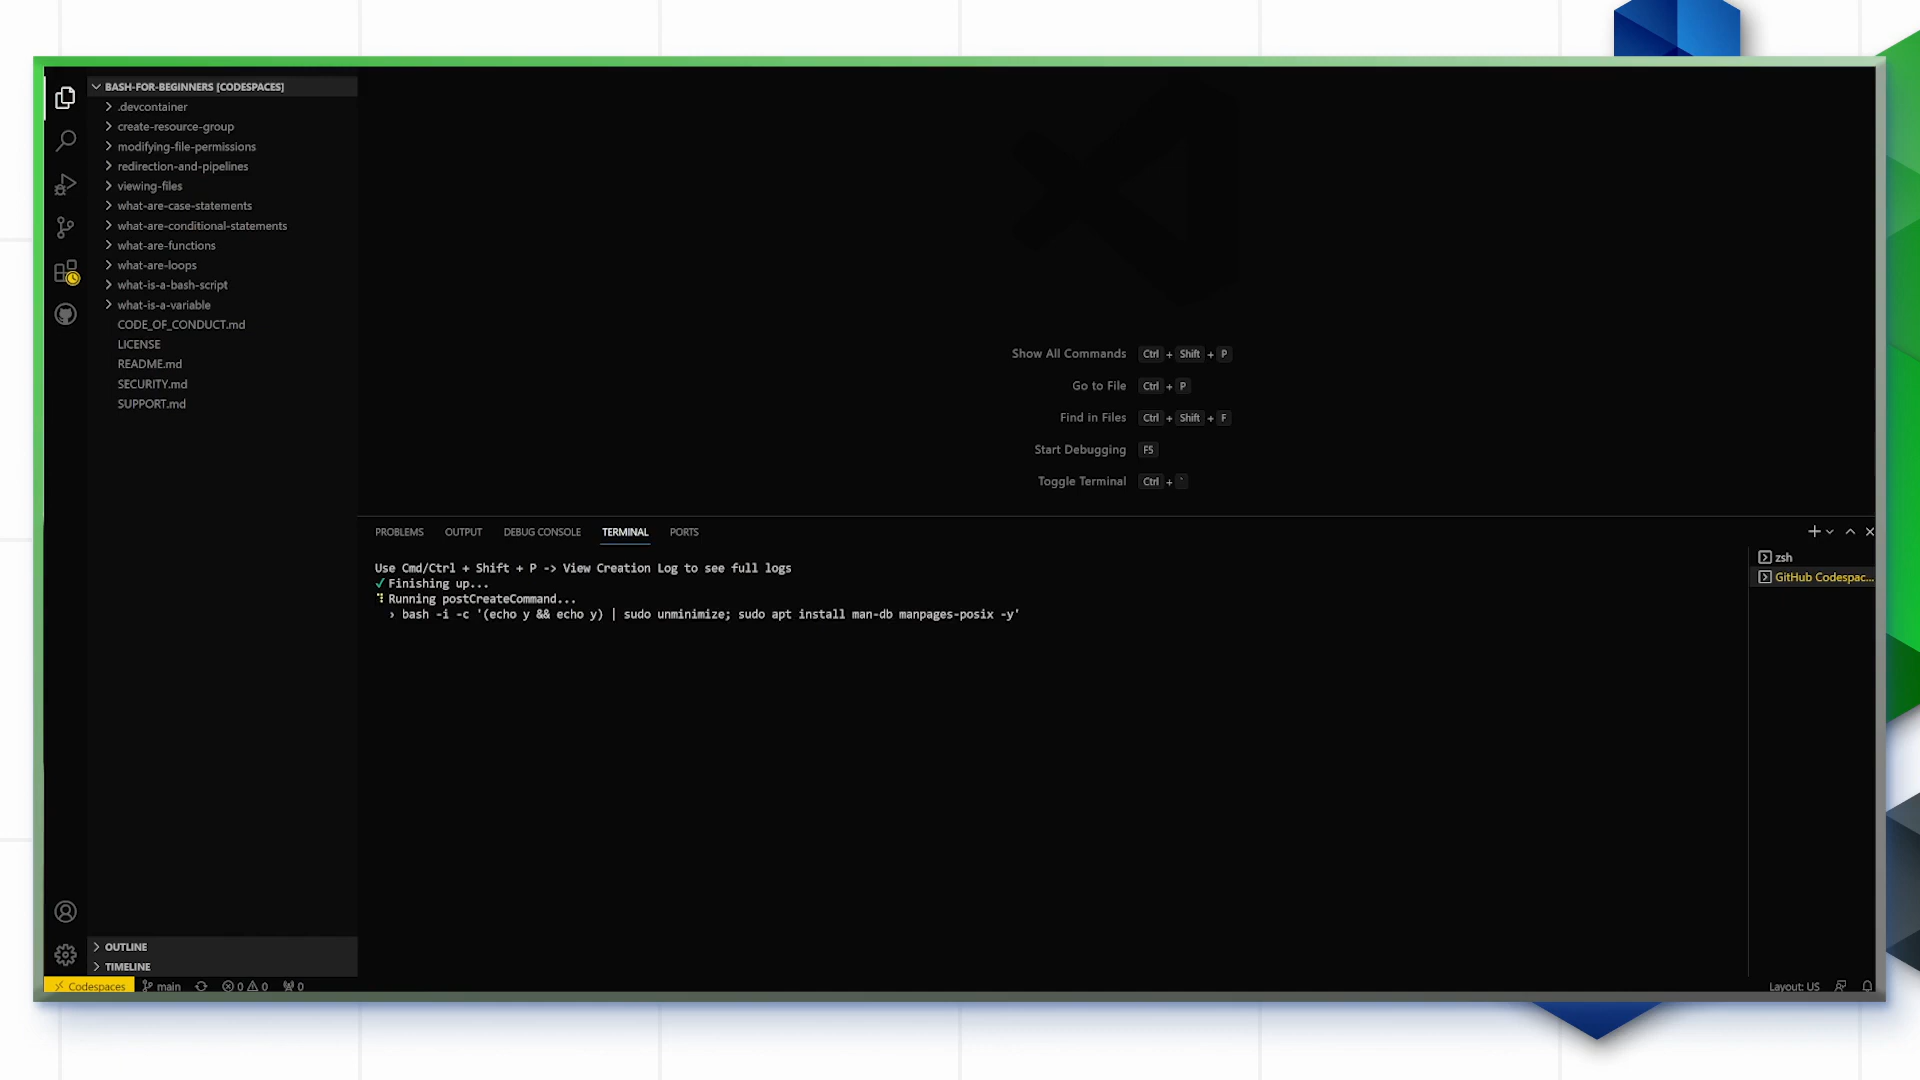 BASH-FOR-BEGINNERS [CODESPACES]
.devcontainer
create-resource-group
modifying-file-permissions
redirection-and-pipelines
viewing-files
what-are-case-statements
what-are-conditional-statements
what-are-functions
what-are-loops
what-is-a-bash-script
what-is-a-variable
CODE_OF_CONDUCT.md
LICENSE
README.md
SECURITY.md
SUPPORT.md
Show All Commands Ctrl + Shift + P
Go to File Ctrl + P
Find in Files Ctrl + Shift + F
Start Debugging F5
Toggle Terminal Ctrl + `
PROBLEMS OUTPUT DEBUG CONSOLE TERMINAL PORTS
Use Cmd/Ctrl + Shift + P -> View Creation Log to see full logs
✓ Finishing up...
Running postCreateCommand...
› bash -i -c '(echo y && echo y) | sudo unminimize; sudo apt install man-db manpages-posix -y'
zsh
GitHub Codespac...
OUTLINE
TIMELINE
Codespaces main 0 0 0 Layout: US